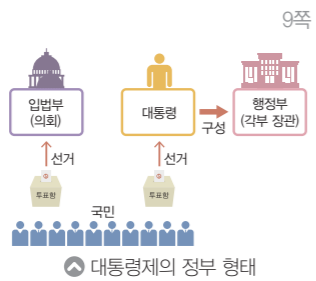 9쪽
입법부
(의회)
대통령
행정부
(각부 장관)
구성
선거
선거
투표함
투표함
국민
대통령제의 정부 형태